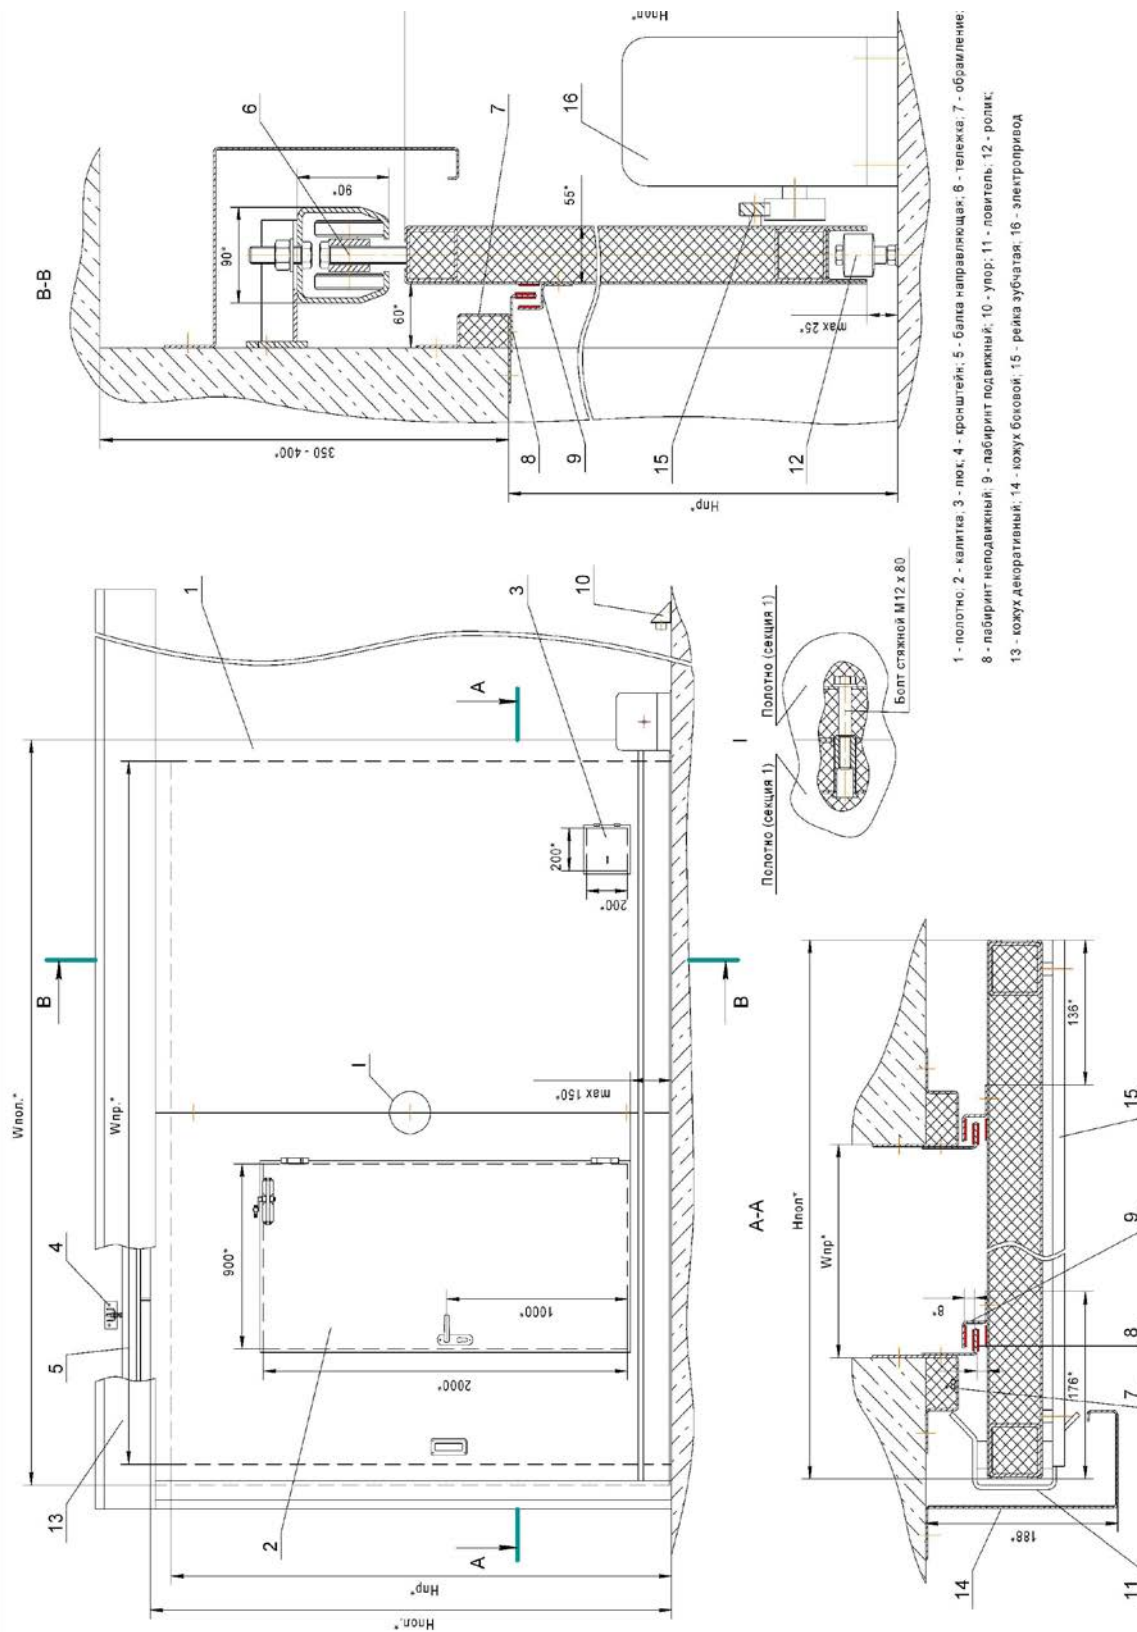 В-В
Нпол*
6
16
7
90*
90*
60*
55*
max 25*
350 - 400*
Нпр*
8
9
15
12
1 - полотно; 2 - калитка; 3 - люк; 4 - кронштейн; 5 - балка направляющая; 6 - тележка; 7 - обрамление;
8 - лабиринт неподвижный; 9 - лабиринт подвижный; 10 - упор; 11 - ловитель; 12 - ролик;
13 - кожух декоративный; 14 - кожух боковой; 15 - рейка зубчатая; 16 - электропривод
Wпол.*
Wпр.*
4
5
13
1
3
10
2
В
В
А
А
I
900*
2000*
1000*
200*
200*
max 150*
Нпр*
Нпол.*
I
Полотно (секция 1)
Полотно (секция 1)
Болт стяжной М12 х 80
А-А
Нпол*
Wпр*
8*
136*
176*
188*
14
11
7
8
9
15